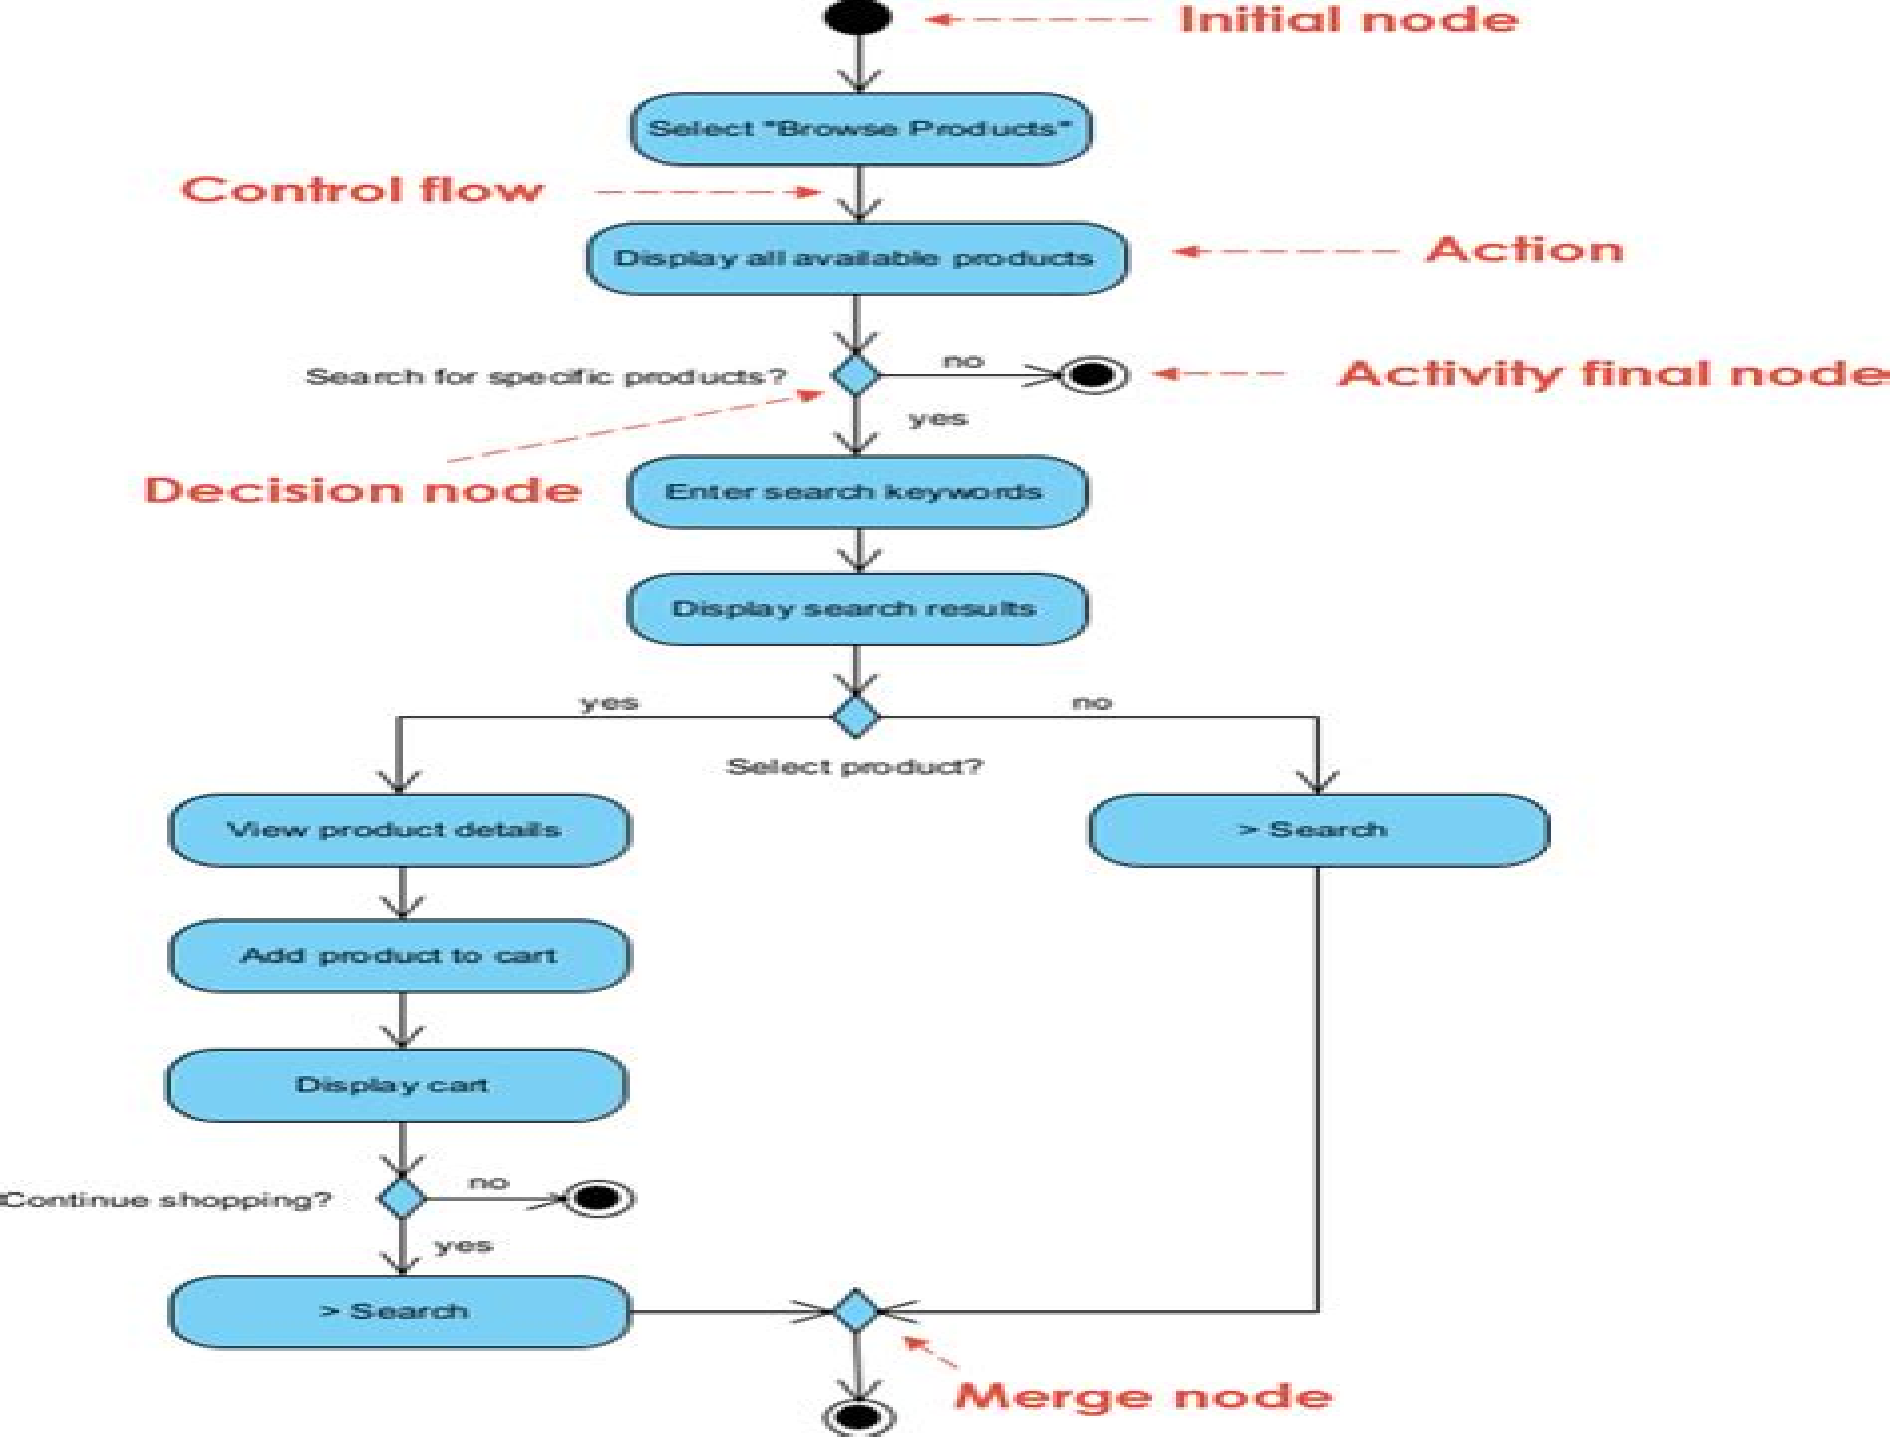 Initial node
Select "Browse Products"
Control flow
Display all available products
Action
Search for specific products?
no
Activity final node
yes
Decision node
Enter search keywords
Display search results
yes
no
Select product?
View product details
> Search
Add product to cart
Display cart
Continue shopping?
no
yes
> Search
Merge node